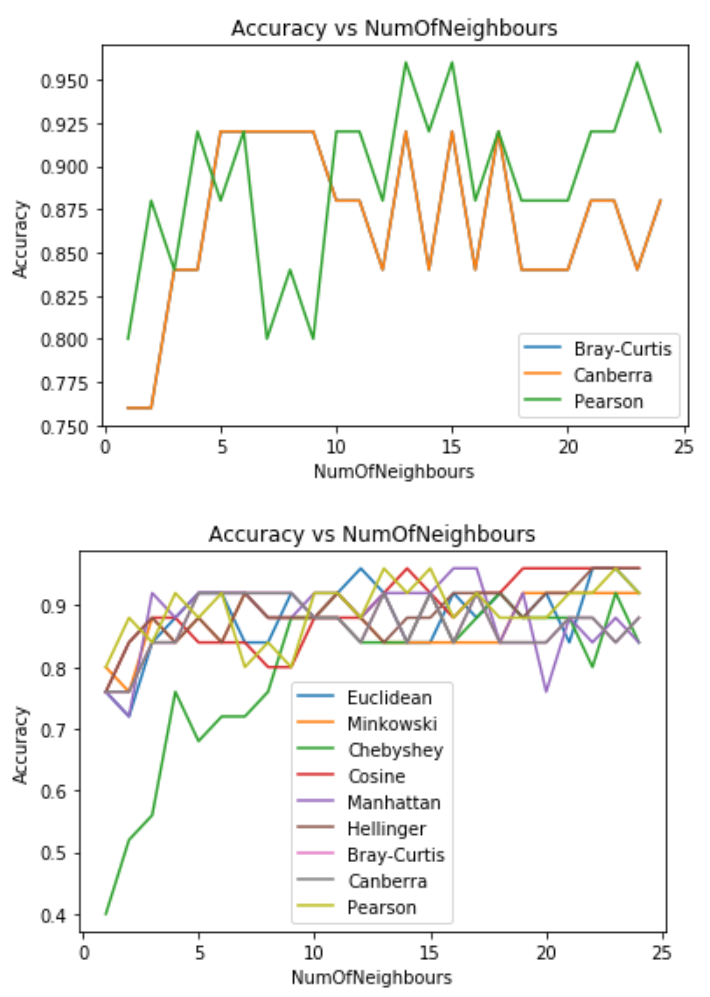 Accuracy vs NumOfNeighbours
0.950
0.925
0.900
0.875
0.850
0.825
0.800
0.775
0.750
Accuracy
Bray-Curtis
Canberra
Pearson
0 5 10 15 20 25
NumOfNeighbours
Accuracy vs NumOfNeighbours
0.9
0.8
0.7
0.6
0.5
0.4
Accuracy
Euclidean
Minkowski
Chebyshey
Cosine
Manhattan
Hellinger
Bray-Curtis
Canberra
Pearson
0 5 10 15 20 25
NumOfNeighbours